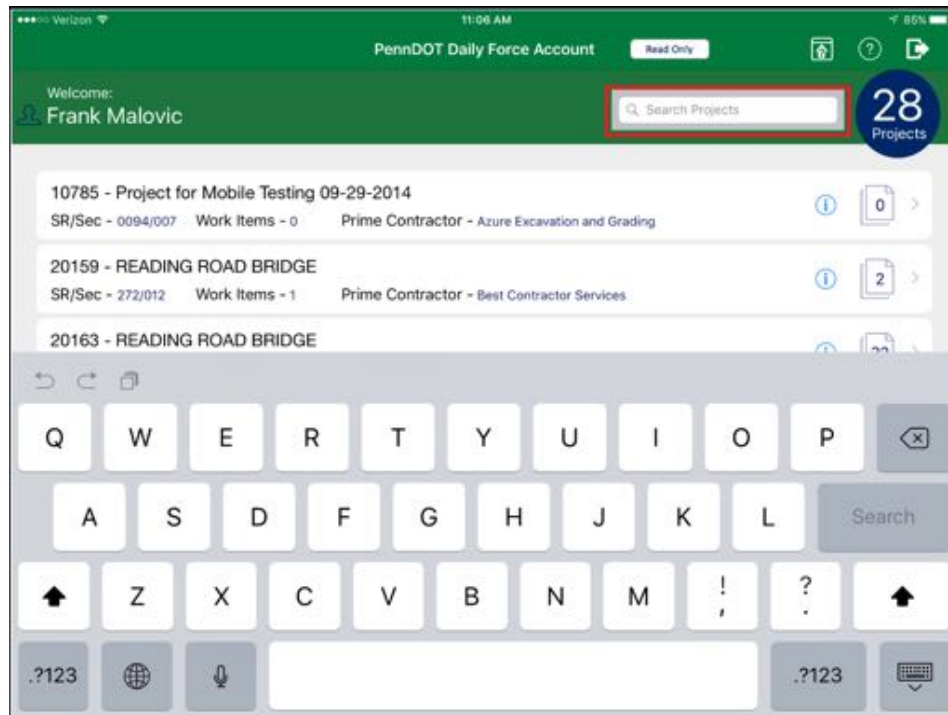 Verizon 11:06 AM 85%
PennDOT Daily Force Account Read Only ?
Welcome:
Frank Malovic
Search Projects
28
Projects
10785 - Project for Mobile Testing 09-29-2014
SR/Sec - 0094/007 Work Items - 0 Prime Contractor - Azure Excavation and Grading
0
20159 - READING ROAD BRIDGE
SR/Sec - 272/012 Work Items - 1 Prime Contractor - Best Contractor Services
2
20163 - READING ROAD BRIDGE
Q W E R T Y U I O P
A S D F G H J K L Search
Z X C V B N M ! , ? .
.?123 .?123